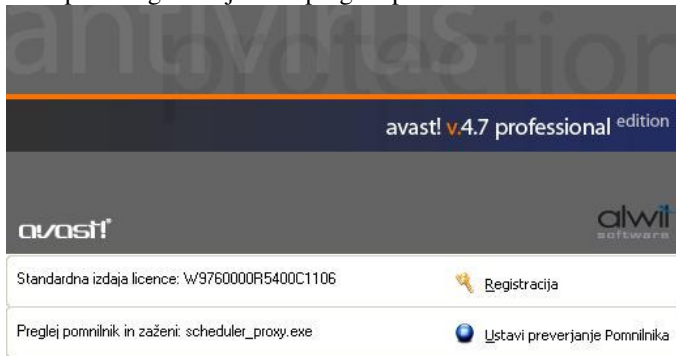 antivirus
protection
avast! v.4.7 professional edition
avast!
alwil
software
Standardna izdaja licence: W9760000R5400C1106
Registracija
Preglej pomnilnik in zaženi: scheduler_proxy.exe
Ustavi preverjanje Pomnilnika